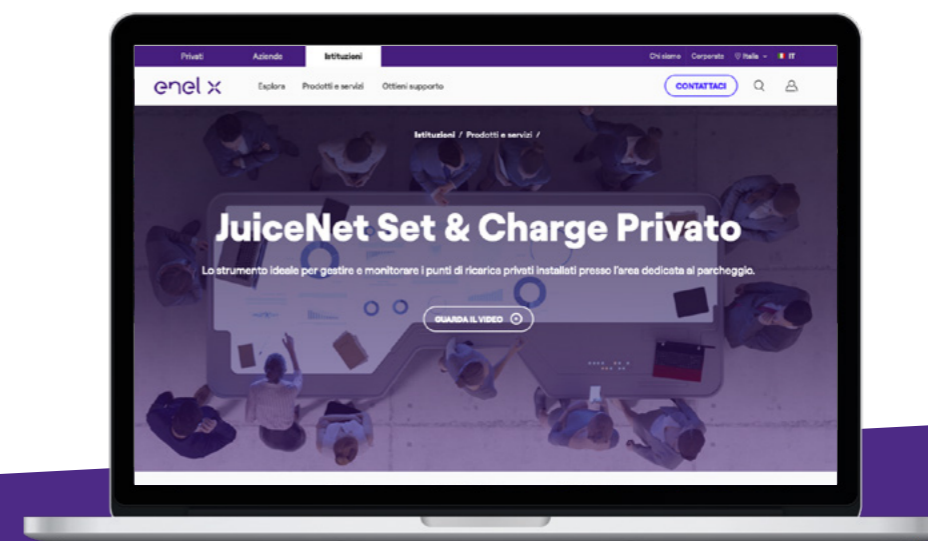 Privati Aziende Istituzioni Chi siamo Corporate Italia IT
enel x Esplora Prodotti e servizi Ottieni supporto CONTATTACI
Istituzioni / Prodotti e servizi /
JuiceNet Set & Charge Privato
Lo strumento ideale per gestire e monitorare i punti di ricarica privati installati presso l'area dedicata al parcheggio.
GUARDA IL VIDEO